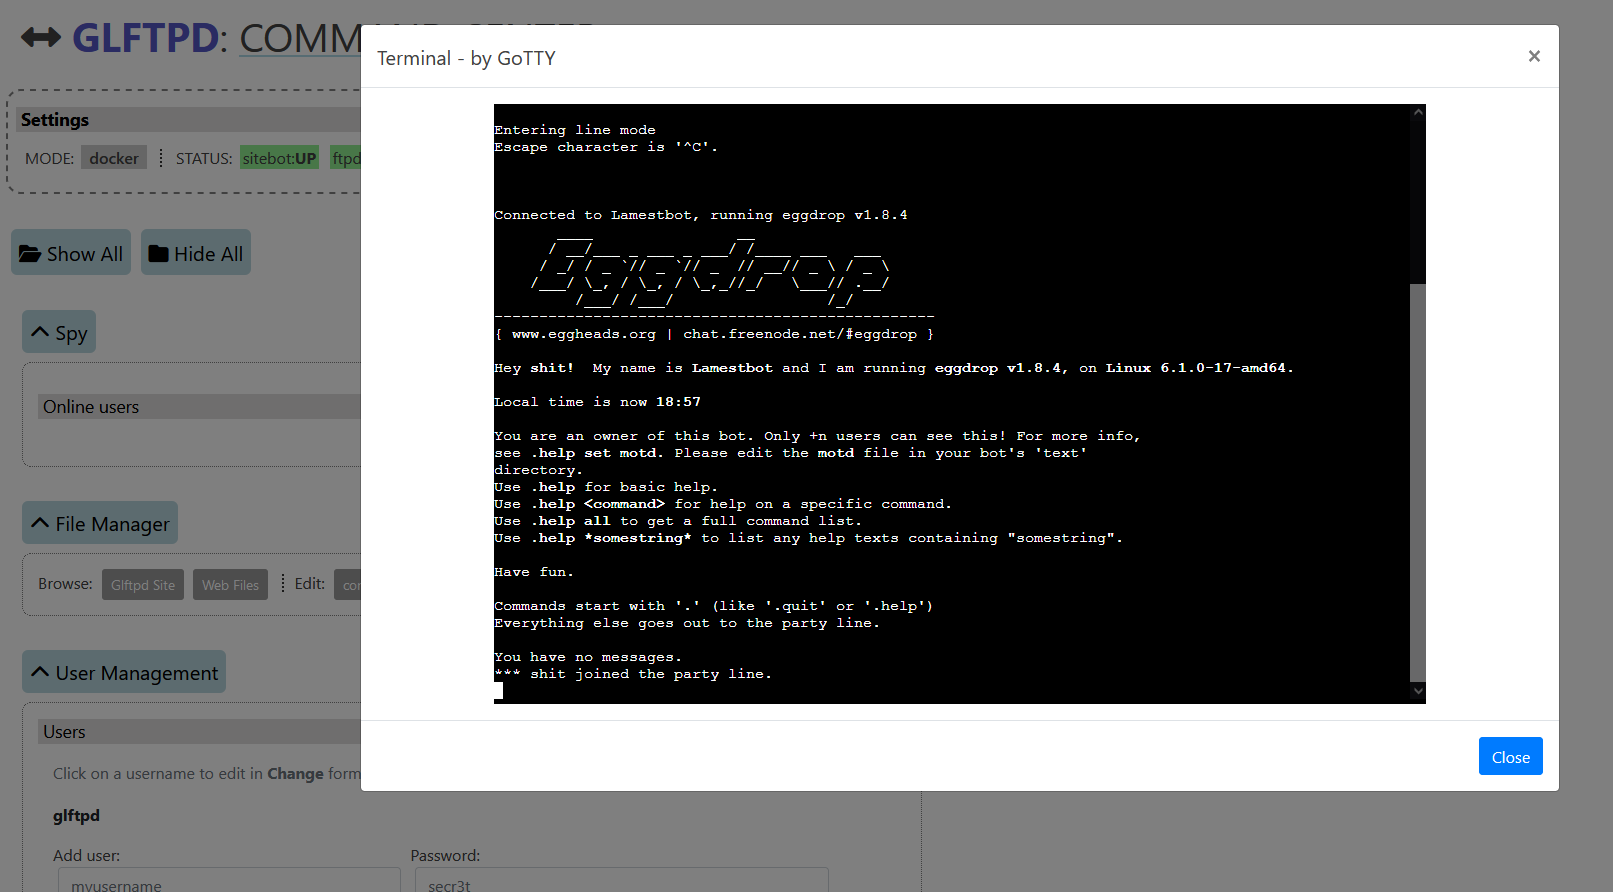 GLFTPD: COMMAND CENTER
Settings
MODE: docker STATUS: sitebot:UP ftpd
Show All Hide All
Spy
Online users
File Manager
Browse: Glftpd Site Web Files Edit: con
User Management
Users
Click on a username to edit in Change form
glftpd
Add user: Password:
myusername secr3t
Terminal - by GoTTY
×
Entering line mode
Escape character is '^C'.
Connected to Lamestbot, running eggdrop v1.8.4
Eggdrop
{ www.eggheads.org | chat.freenode.net/#eggdrop }
Hey shit! My name is Lamestbot and I am running eggdrop v1.8.4, on Linux 6.1.0-17-amd64.
Local time is now 18:57
You are an owner of this bot. Only +n users can see this! For more info,
see .help set motd. Please edit the motd file in your bot's 'text'
directory.
Use .help for basic help.
Use .help <command> for help on a specific command.
Use .help all to get a full command list.
Use .help *somestring* to list any help texts containing "somestring".
Have fun.
Commands start with '.' (like '.quit' or '.help')
Everything else goes out to the party line.
You have no messages.
*** shit joined the party line.
Close